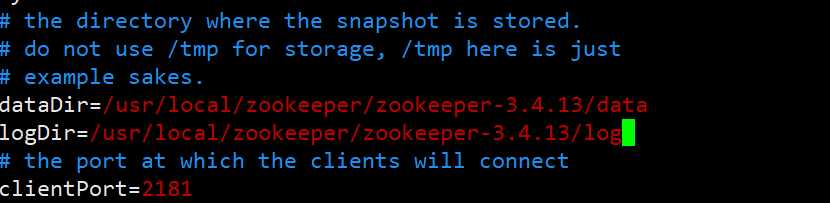 # the directory where the snapshot is stored.
# do not use /tmp for storage, /tmp here is just
# example sakes.
dataDir=/usr/local/zookeeper/zookeeper-3.4.13/data
logDir=/usr/local/zookeeper/zookeeper-3.4.13/log
# the port at which the clients will connect
clientPort=2181